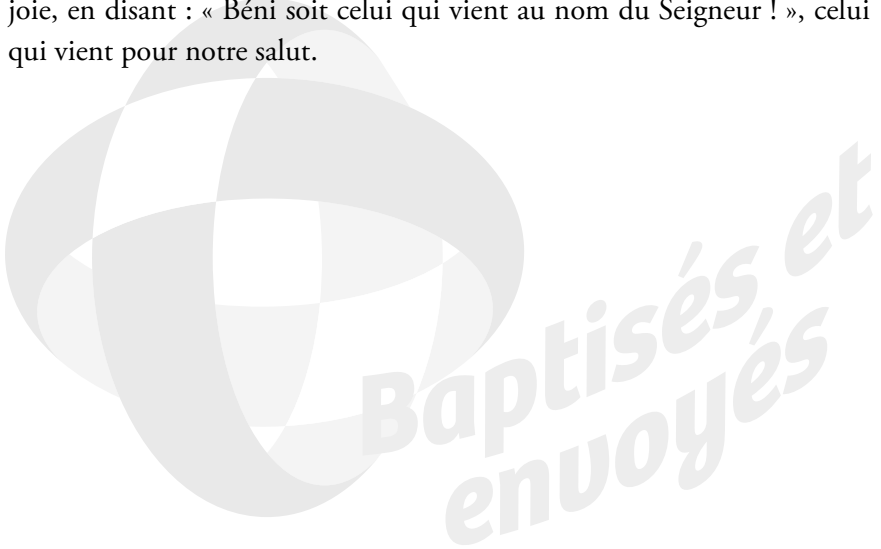 joie, en disant : « Béni soit celui qui vient au nom du Seigneur ! », celui
qui vient pour notre salut.
Baptisés et
envoyés